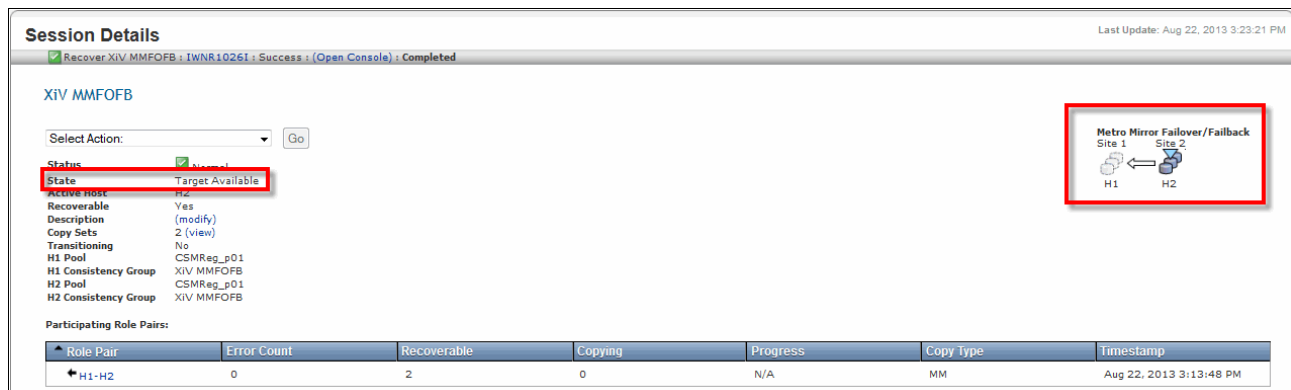 Session Details
Last Update: Aug 22, 2013 3:23:21 PM
Recover XiV MMFOFB : IWNR1026I : Success : (Open Console) : Completed
XiV MMFOFB
Select Action: Go
Metro Mirror Failover/Failback
Site 1 Site 2
H1 H2
Status Normal
State Target Available
Active Host H2
Recoverable Yes
Description (modify)
Copy Sets 2 (view)
Transitioning No
H1 Pool CSMReg_p01
H1 Consistency Group XiV MMFOFB
H2 Pool CSMReg_p01
H2 Consistency Group XiV MMFOFB
Participating Role Pairs:
Role Pair Error Count Recoverable Copying Progress Copy Type Timestamp
H1-H2 0 2 0 N/A MM Aug 22, 2013 3:13:48 PM